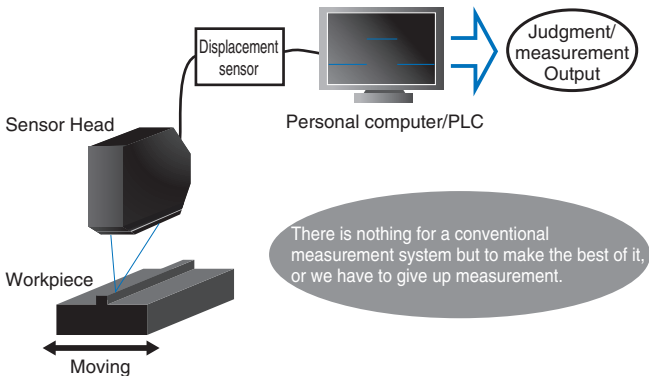 Displacement
sensor
Judgment/
measurement
Output
Sensor Head
Personal computer/PLC
There is nothing for a conventional
measurement system but to make the best of it,
or we have to give up measurement.
Workpiece
Moving